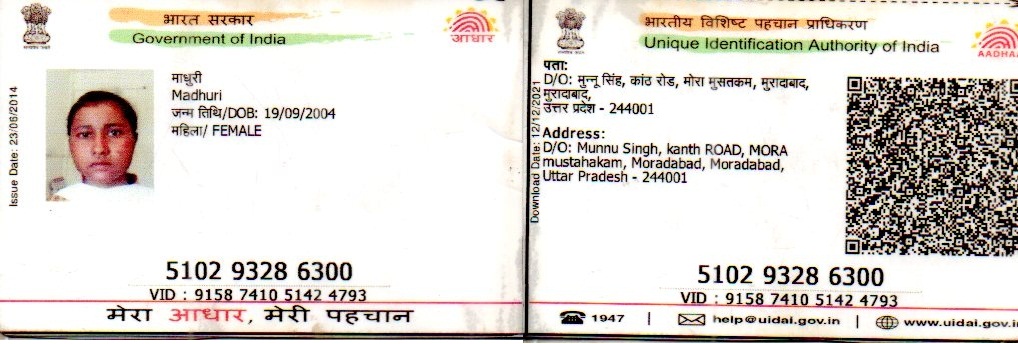 भारत सरकार
Government of India
आधार
Issue Date: 23/06/2014
माधुरी
Madhuri
जन्म तिथि/DOB: 19/09/2004
महिला/ FEMALE
5102 9328 6300
VID : 9158 7410 5142 4793
मेरा आधार, मेरी पहचान
भारतीय विशिष्ट पहचान प्राधिकरण
Unique Identification Authority of India
AADHAA
Download Date: 12/12/2021
पता:
D/O: मुन्नू सिंह, कांठ रोड, मोरा मुसतकम, मुरादाबाद,
मुरादाबाद,
उत्तर प्रदेश - 244001
Address:
D/O: Munnu Singh, kanth ROAD, MORA
mustahakam, Moradabad, Moradabad,
Uttar Pradesh - 244001
5102 9328 6300
VID : 9158 7410 5142 4793
1947 | help@uidai.gov.in | www.uidai.gov.i